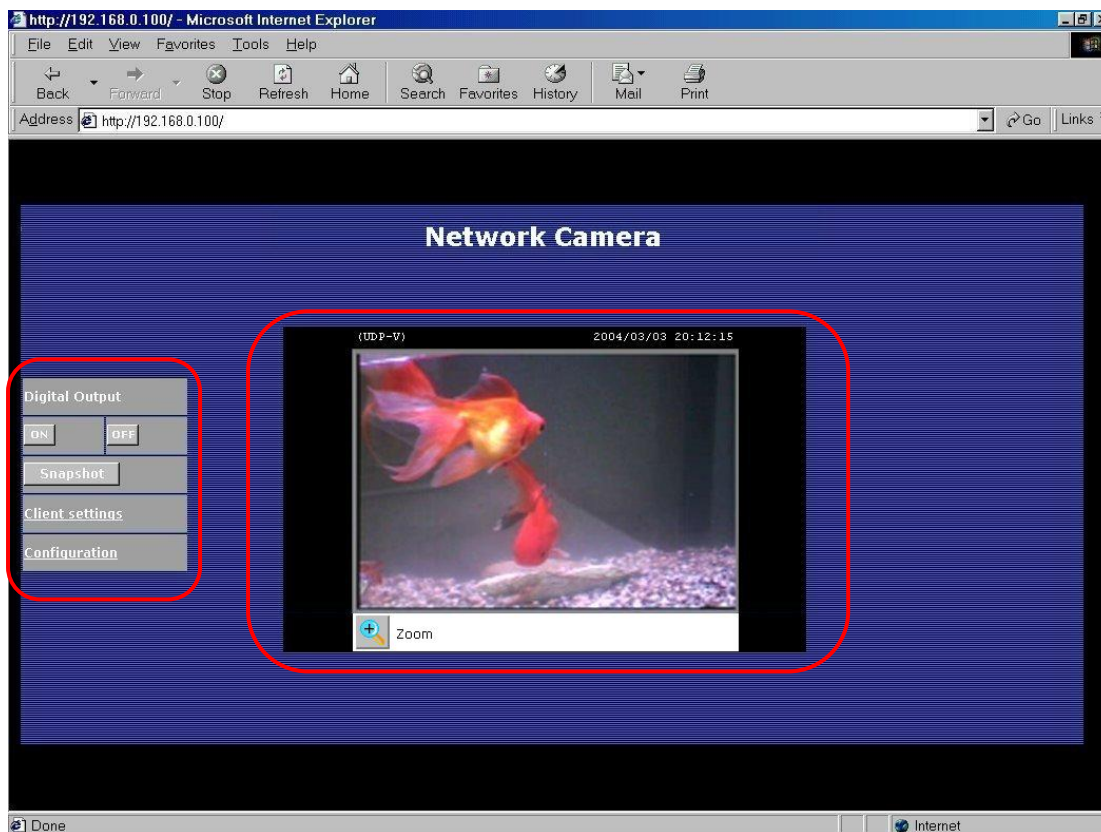 http://192.168.0.100/ - Microsoft Internet Explorer
File Edit View Favorites Tools Help
Back Forward Stop Refresh Home Search Favorites History Mail Print
Address http://192.168.0.100/ Go Links
Network Camera
(UDP-V) 2004/03/03 20:12:15
Digital Output
ON OFF
Snapshot
Client settings
Configuration
Zoom
Done Internet